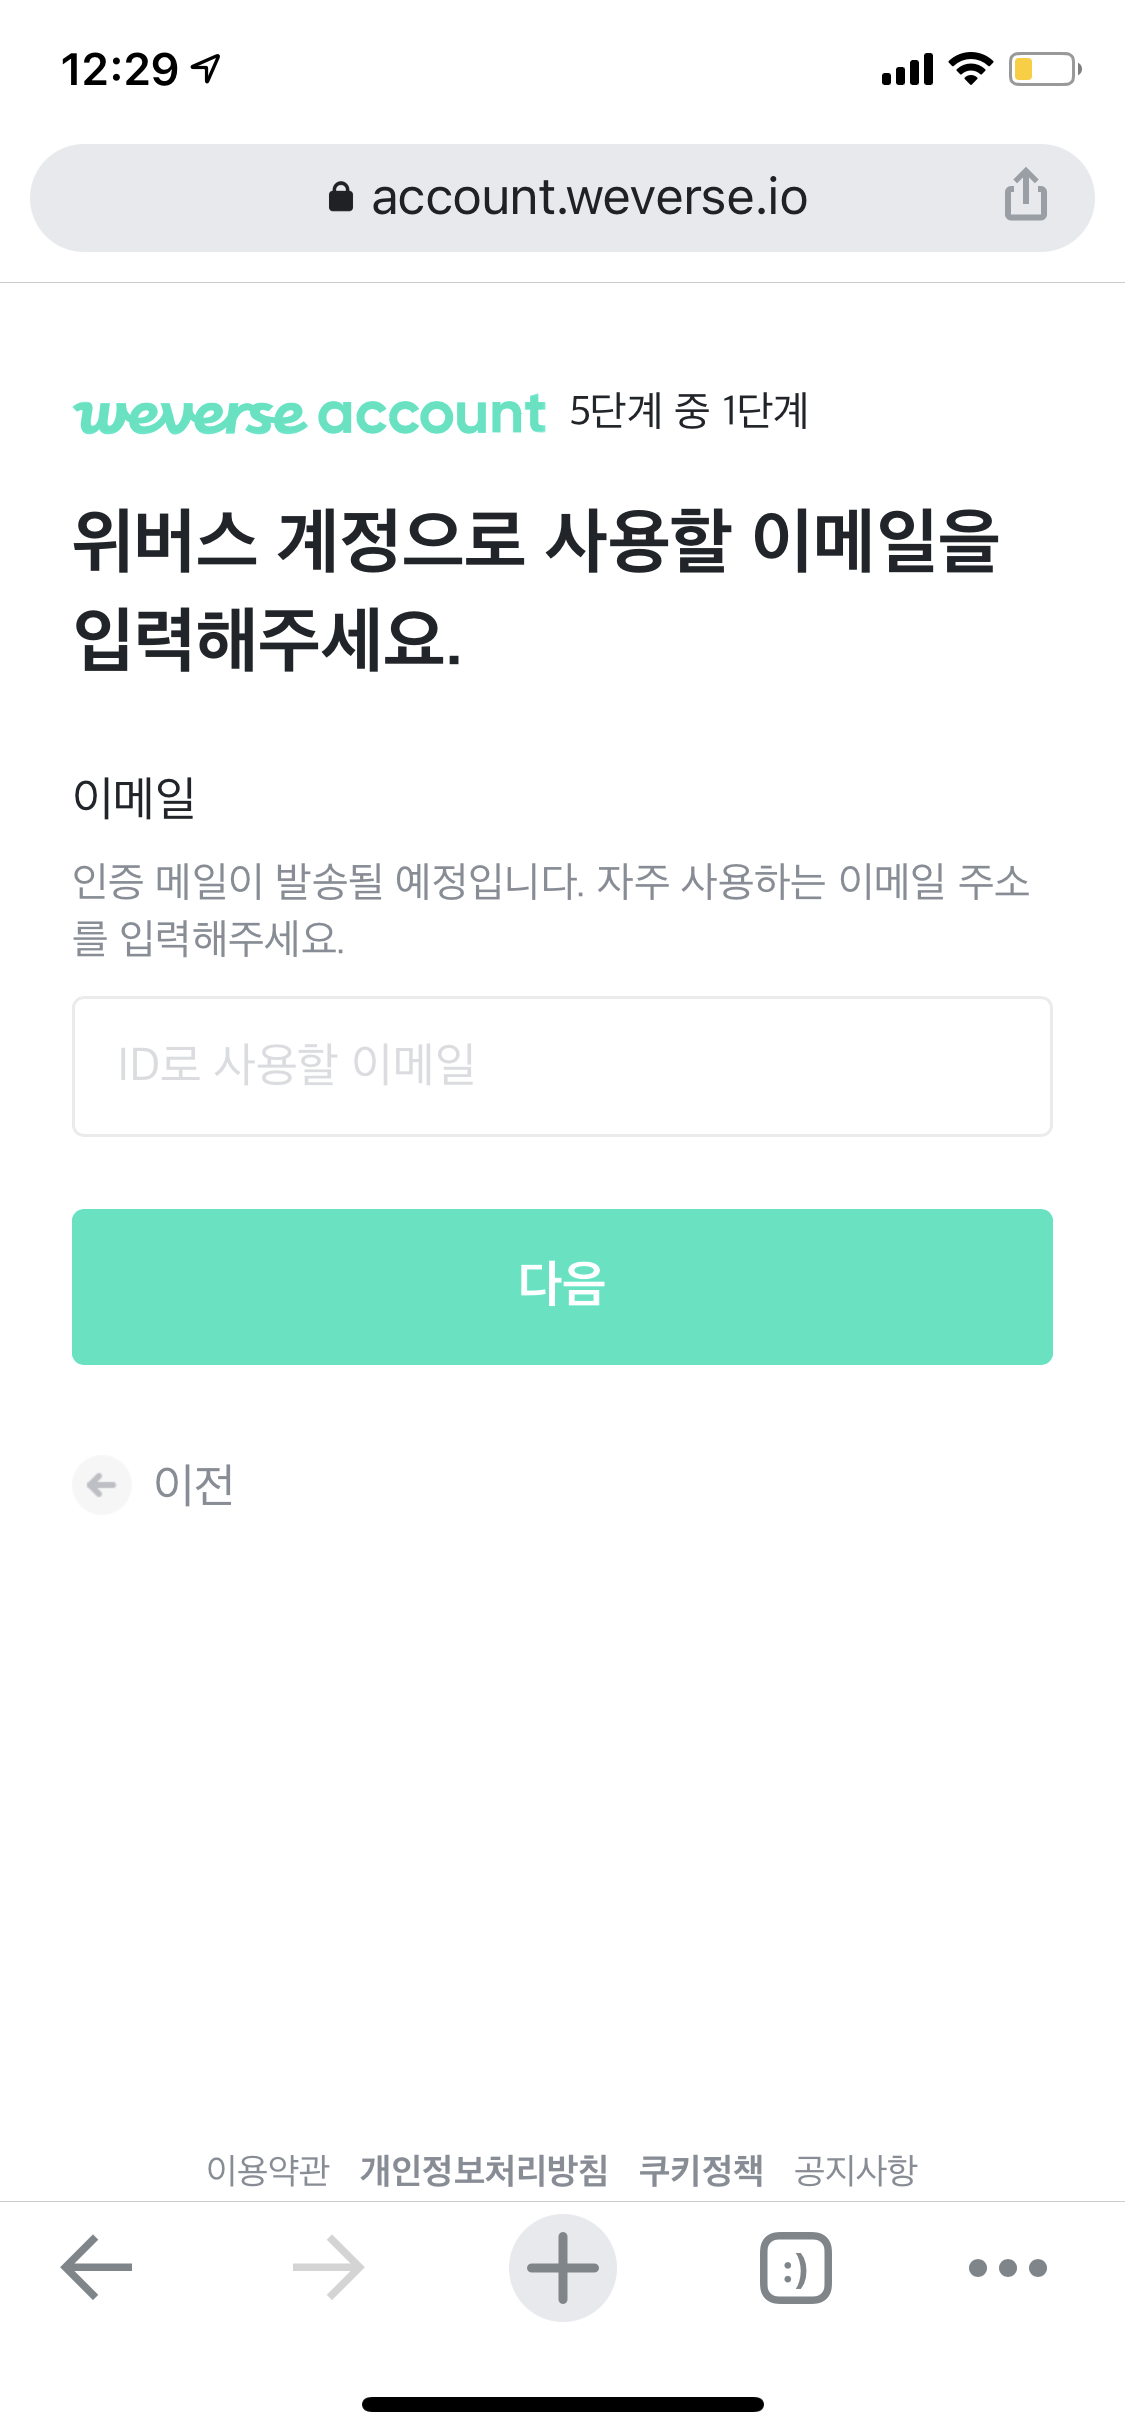 12:29
account.weverse.io
weverse account 5단계 중 1단계
위버스 계정으로 사용할 이메일을
입력해주세요.
이메일
인증 메일이 발송될 예정입니다. 자주 사용하는 이메일 주소
를 입력해주세요.
ID로 사용할 이메일
다음
이전
이용약관 개인정보처리방침 쿠키정책 공지사항
:)